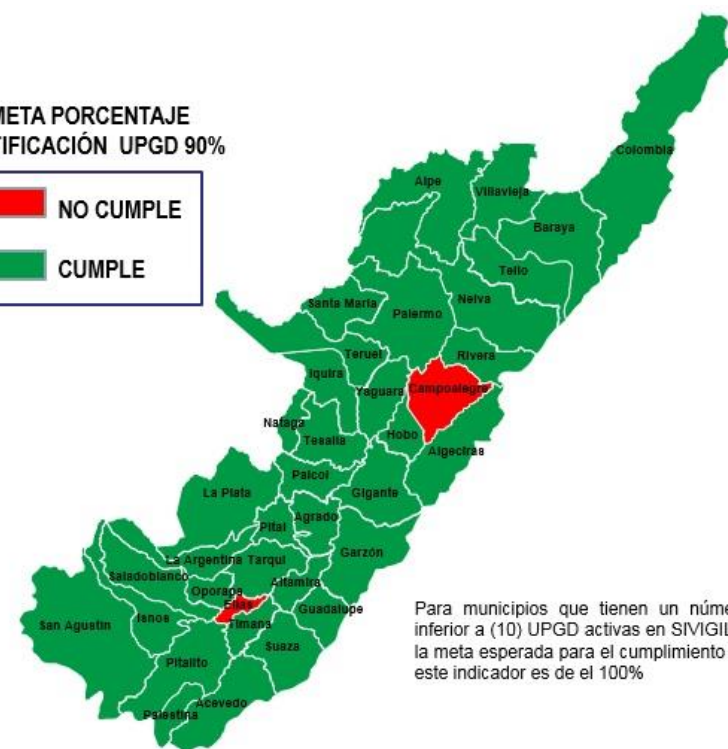 META PORCENTAJE
TIFICACIÓN UPGD 90%
NO CUMPLE
CUMPLE
Colombia
Aipe
Villavieja
Baraya
Tello
Santa Maria
Palermo
Neiva
Teruel
Rivera
Iquira
Yaguara
Campoalegre
Nataga
Tesalia
Hobo
Algeciras
Paicol
La Plata
Gigante
Pital
Agrado
La Argentina
Tarqui
Garzón
Saladoblanco
Oporapa
Altamira
Elias
Guadalupe
San Agustin
Isnos
Timana
Suaza
Pitalito
Acevedo
Palestina
Para municipios que tienen un núme
inferior a (10) UPGD activas en SIVIGIL
la meta esperada para el cumplimiento
este indicador es de el 100%